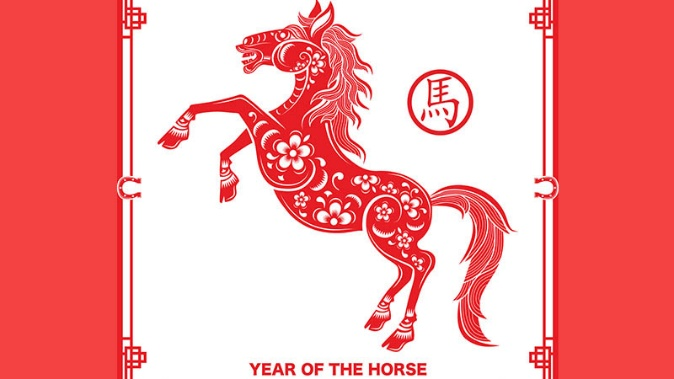 馬
YEAR OF THE HORSE